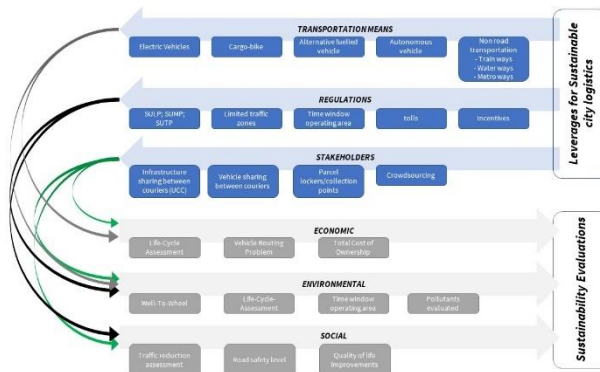 TRANSPORTATION MEANS
Electric Vehicles
Cargo-bike
Alternative fuelled
vehicle
Autonomous
vehicle
Non road
transportation
- Train ways
- Water ways
- Metro ways
REGULATIONS
SULP; SUMP;
SUTP
Limited traffic
zones
Time window
operating area
tolls
Incentives
STAKEHOLDERS
Infrastructure
sharing between
couriers (UCC)
Vehicle sharing
between couriers
Parcel
lockers/collection
points
Crowdsourcing
Leverages for Sustainable
city logistics
ECONOMIC
Life-Cycle
Assessment
Vehicle Routing
Problem
Total Cost of
Ownership
ENVIRONMENTAL
Well-To-Wheel
Life-Cycle-
Assessment
Time window
operating area
Pollutants
evaluated
SOCIAL
Traffic reduction
assessment
Road safety level
Quality of life
Improvements
Sustainability Evaluations